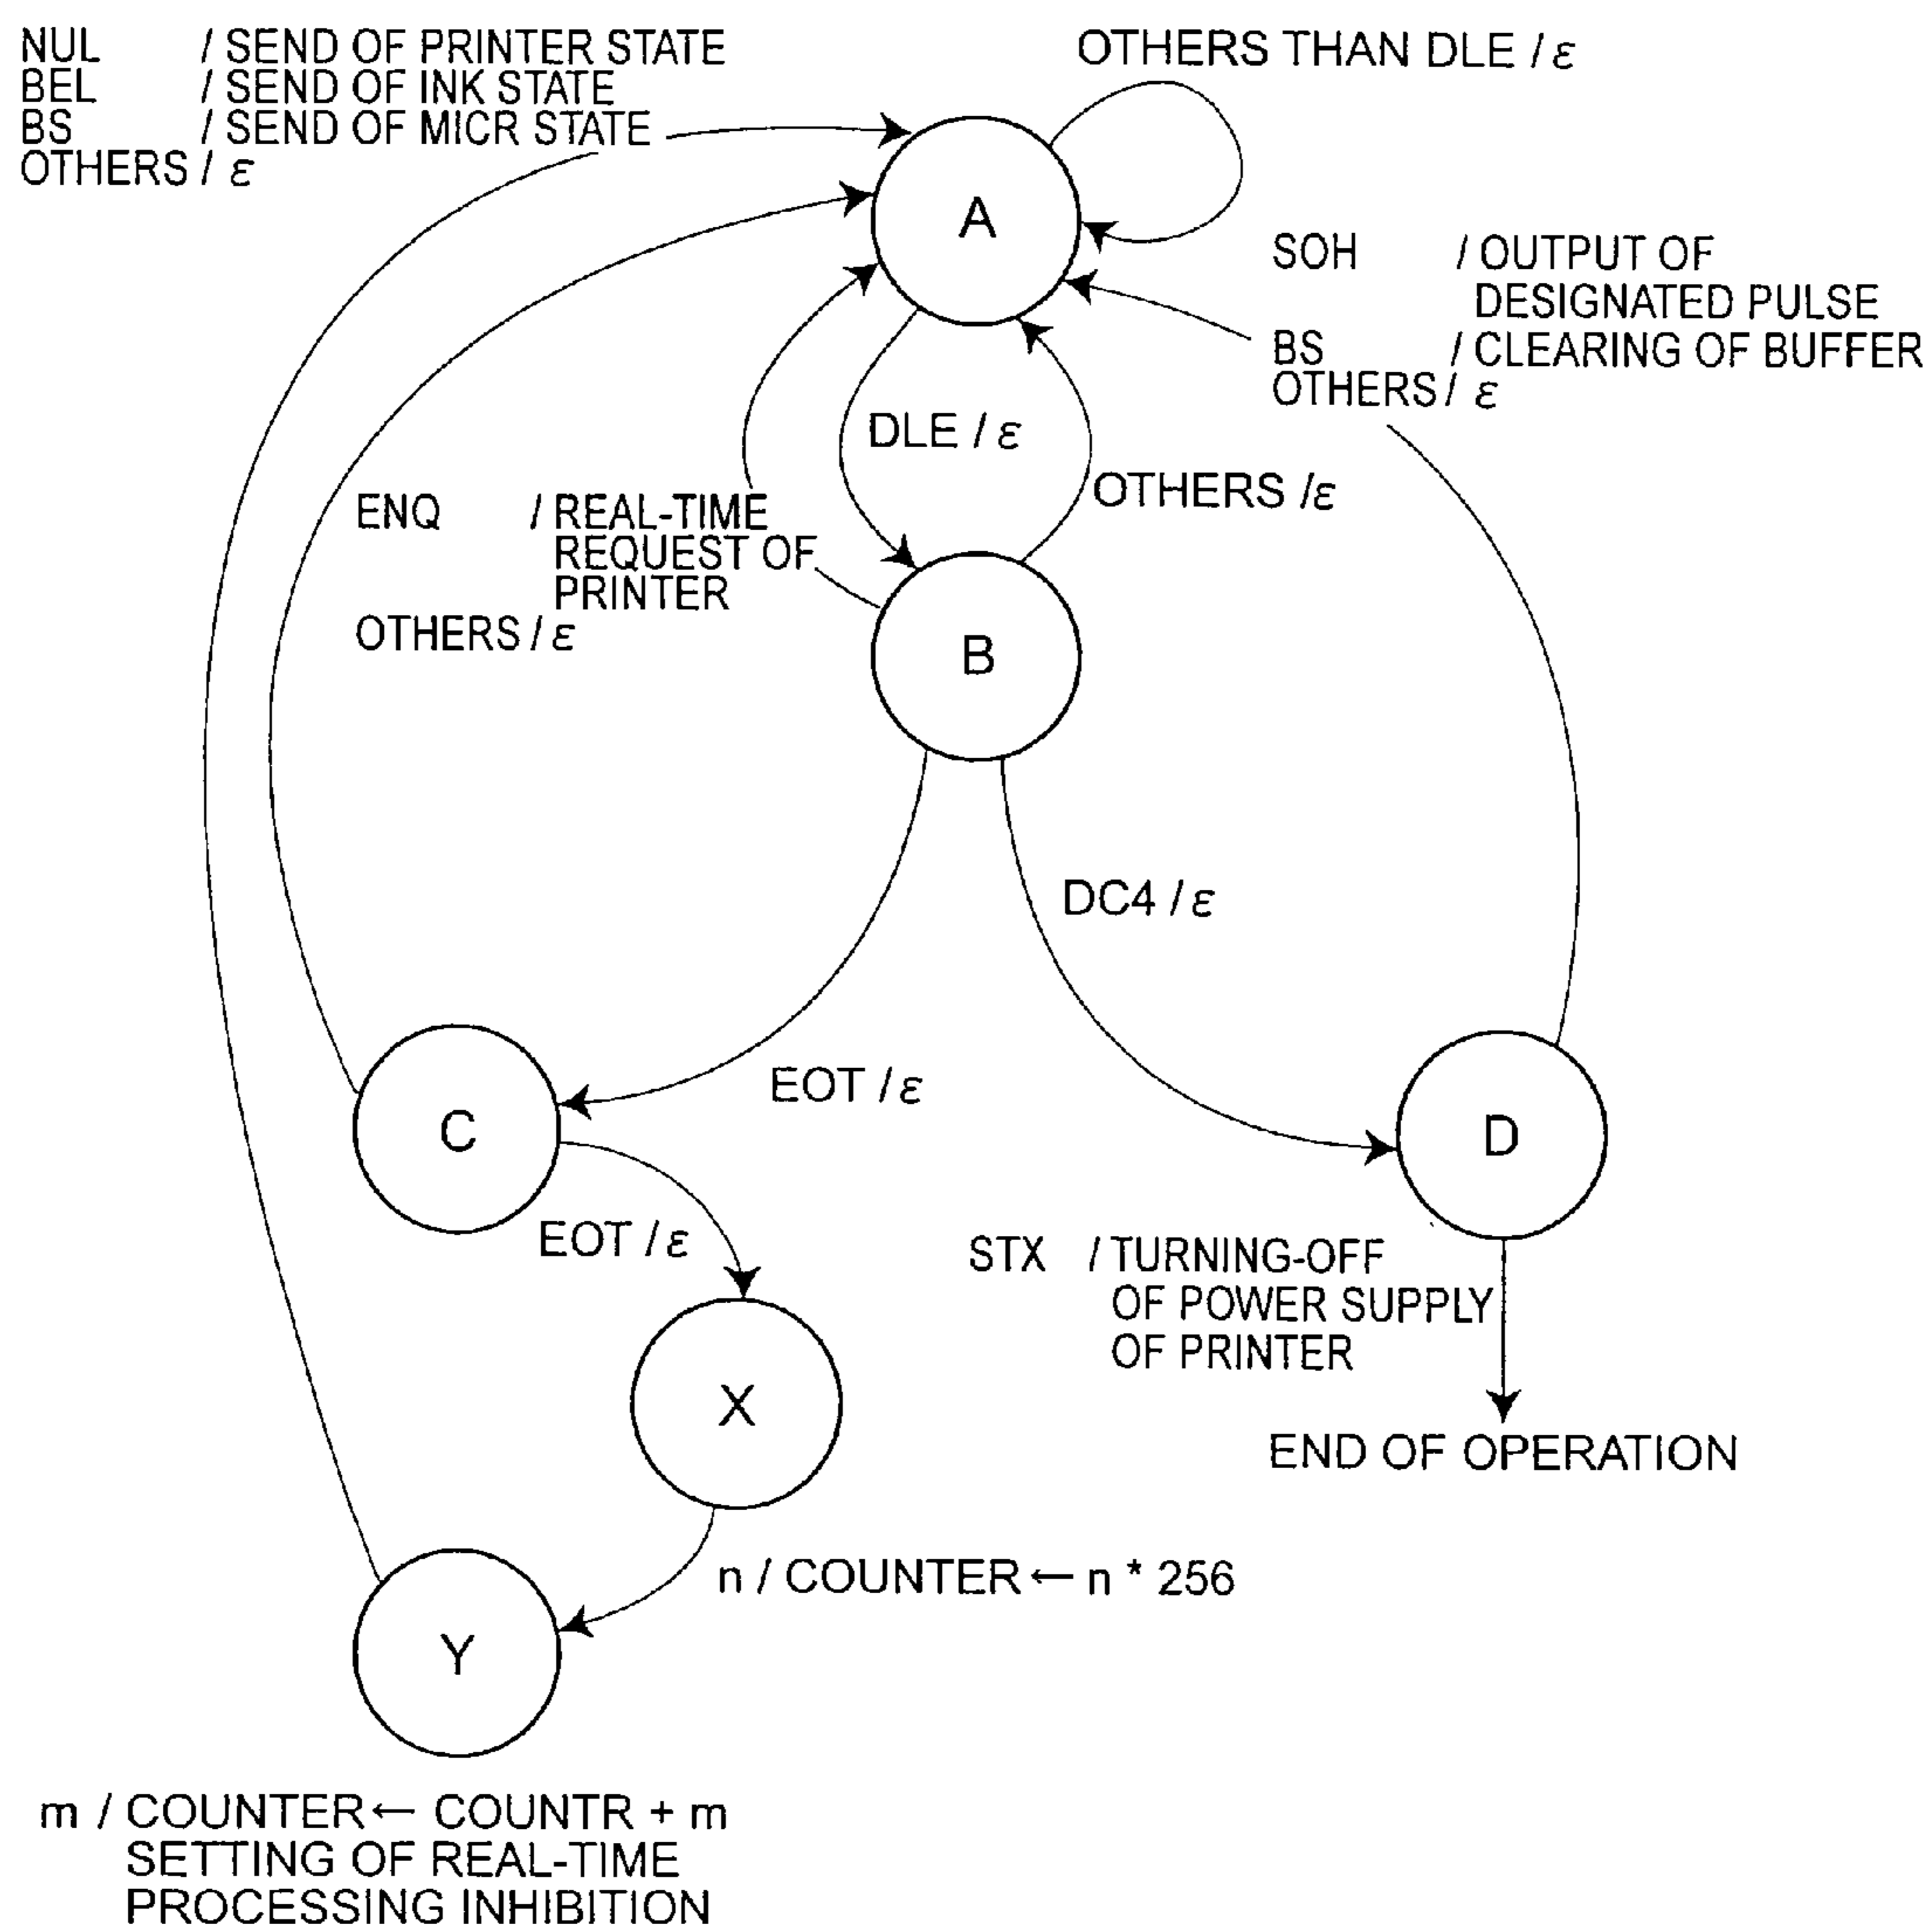 NUL / SEND OF PRINTER STATE
BEL / SEND OF INK STATE
BS / SEND OF MICR STATE
OTHERS / ε
OTHERS THAN DLE / ε
A
SOH / OUTPUT OF
DESIGNATED PULSE
BS / CLEARING OF BUFFER
OTHERS / ε
DLE / ε
OTHERS / ε
ENQ / REAL-TIME
REQUEST OF
PRINTER
OTHERS / ε
B
DC4 / ε
EOT / ε
C
D
EOT / ε
STX / TURNING-OFF
OF POWER SUPPLY
OF PRINTER
X
END OF OPERATION
n / COUNTER ← n * 256
Y
m / COUNTER ← COUNTR + m
SETTING OF REAL-TIME
PROCESSING INHIBITION